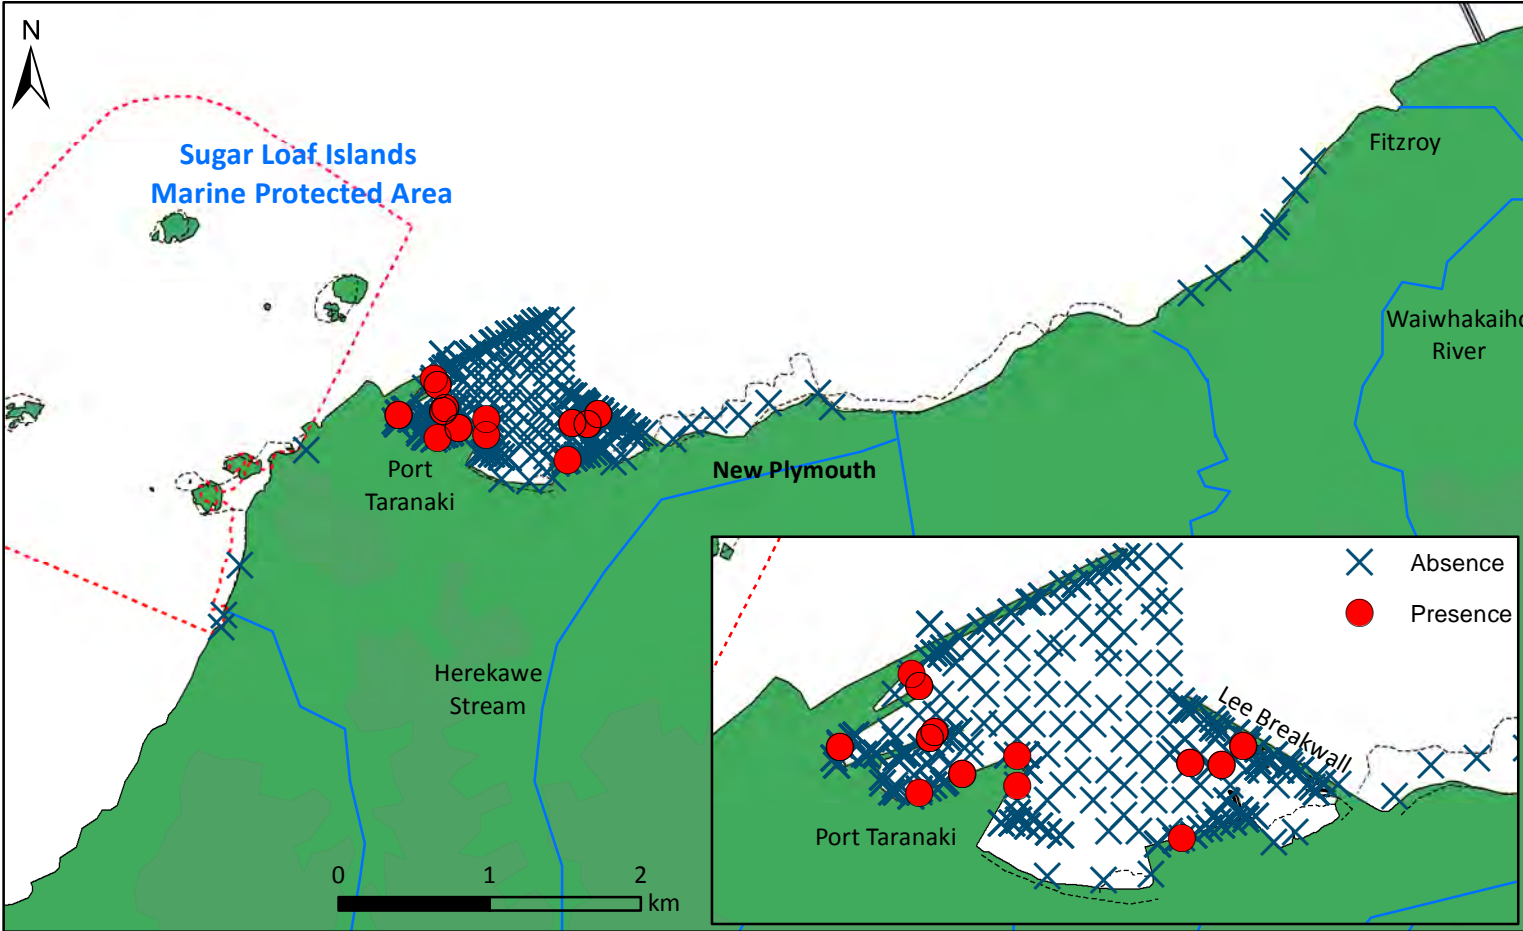 N
Sugar Loaf Islands
Marine Protected Area
Fitzroy
Waiwhakaiho
River
Port
Taranaki
New Plymouth
Herekawe
Stream
0 1 2
km
Absence
Presence
Lee Breakwall
Port Taranaki